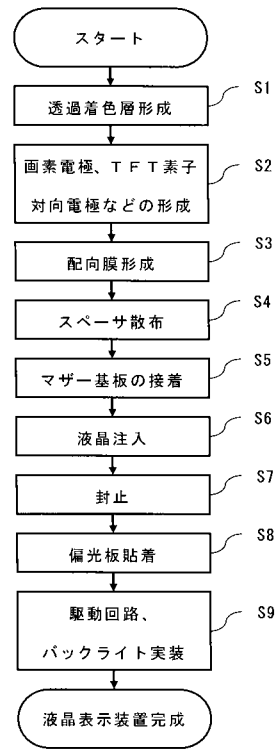 スタート
透過着色層形成
S1
画素電極、TFT素子
対向電極などの形成
S2
配向膜形成
S3
スペーサ散布
S4
マザー基板の接着
S5
液晶注入
S6
封止
S7
偏光板貼着
S8
駆動回路、
バックライト実装
S9
液晶表示装置完成